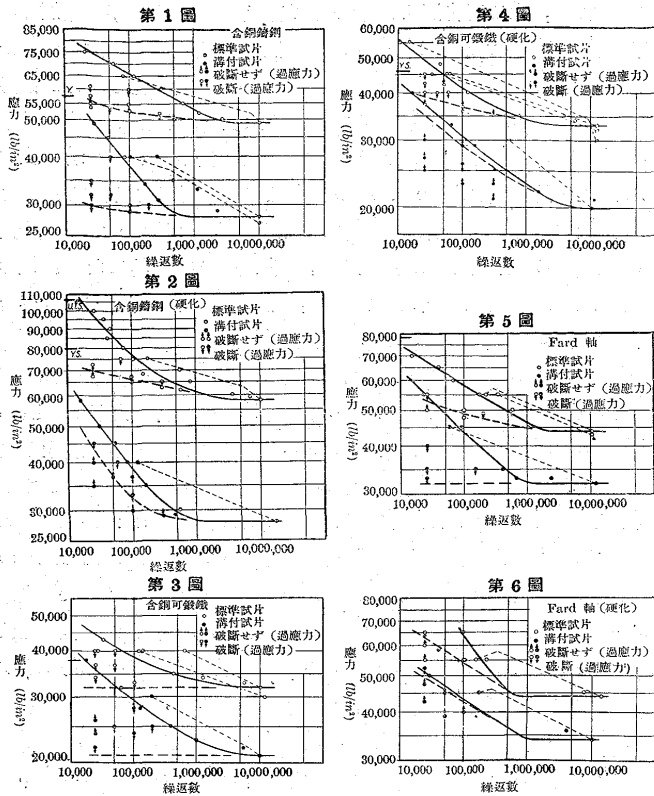 第1圖
含銅鑄鋼
標準試片
溝付試片
破斷せず(過應力)
破斷(過應力)
85,000
75,000
65,000
Y.
55,000
50,000
40,000
30,000
25,000
應力 (lb/in²)
10,000 100,000 1,000,000 10,000,000
繰返數
第2圖
含銅鑄鋼(硬化)
標準試片
溝付試片
破斷せず(過應力)
破斷(過應力)
110,000
100,000
90,000
80,000
Y.S.
70,000
60,000
50,000
40,000
30,000
25,000
應力 (lb/in²)
10,000 100,000 1,000,000 10,000,000
繰返數
第3圖
含銅可鍛鐵
標準試片
溝付試片
破斷せず(過應力)
破斷(過應力)
50,000
40,000
30,000
20,000
應力 (lb/in²)
10,000 100,000 1,000,000 10,000,000
繰返數
第4圖
含銅可鍛鐵(硬化)
標準試片
溝付試片
破斷せず(過應力)
破斷(過應力)
60,000
50,000
Y.S.
40,000
30,000
20,000
應力 (lb/in²)
10,000 100,000 1,000,000 10,000,000
繰返數
第5圖
Fard 軸
標準試片
溝付試片
破斷せず(過應力)
破斷(過應力)
80,000
70,000
60,000
50,000
40,000
30,000
應力 (lb/in²)
10,000 100,000 1,000,000 10,000,000
繰返數
第6圖
Fard 軸(硬化)
標準試片
溝付試片
破斷せず(過應力)
破斷(過應力)
80,000
70,000
60,000
50,000
40,000
30,000
應力 (lb/in²)
10,000 100,000 1,000,000 10,000,000
繰返數